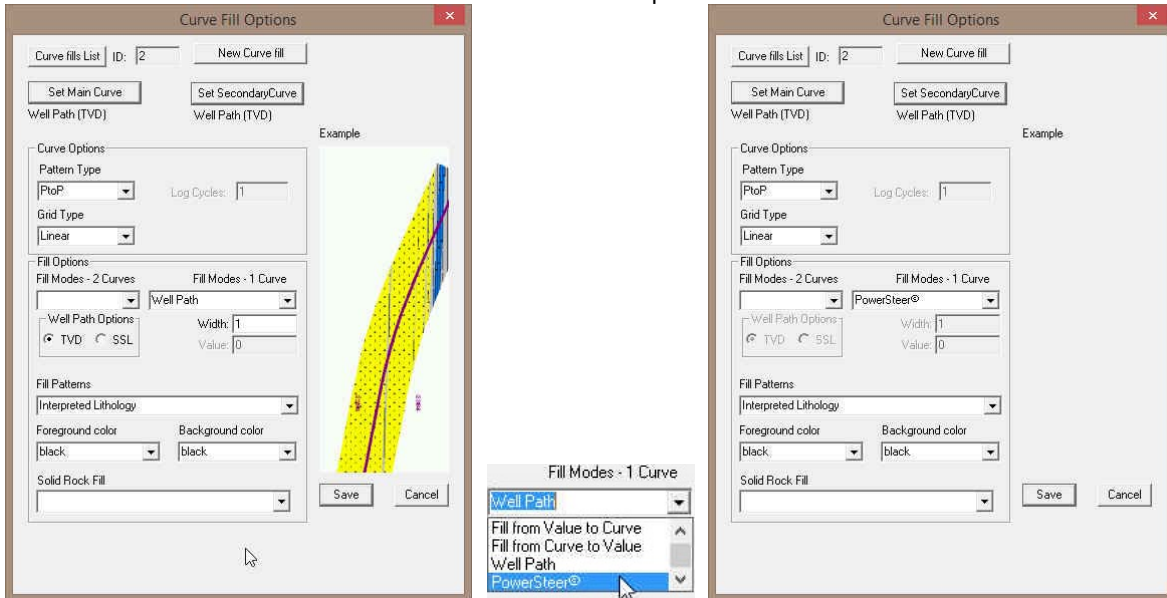 Curve Fill Options
Curve fills List ID: 2 New Curve fill
Set Main Curve Set SecondaryCurve
Well Path (TVD) Well Path (TVD)
Example
Curve Options
Pattern Type
PtoP Log Cycles: 1
Grid Type
Linear
Fill Options
Fill Modes - 2 Curves Fill Modes - 1 Curve
Well Path
Well Path Options Width: 1
TVD SSL Value: 0
Fill Patterns
Interpreted Lithology
Foreground color Background color
black black
Solid Rock Fill
Save Cancel
Fill Modes - 1 Curve
Well Path
Fill from Value to Curve
Fill from Curve to Value
Well Path
PowerSteer©
Curve Fill Options
Curve fills List ID: 2 New Curve fill
Set Main Curve Set SecondaryCurve
Well Path (TVD) Well Path (TVD)
Example
Curve Options
Pattern Type
PtoP Log Cycles: 1
Grid Type
Linear
Fill Options
Fill Modes - 2 Curves Fill Modes - 1 Curve
PowerSteer©
Well Path Options Width: 1
TVD SSL Value: 0
Fill Patterns
Interpreted Lithology
Foreground color Background color
black black
Solid Rock Fill
Save Cancel